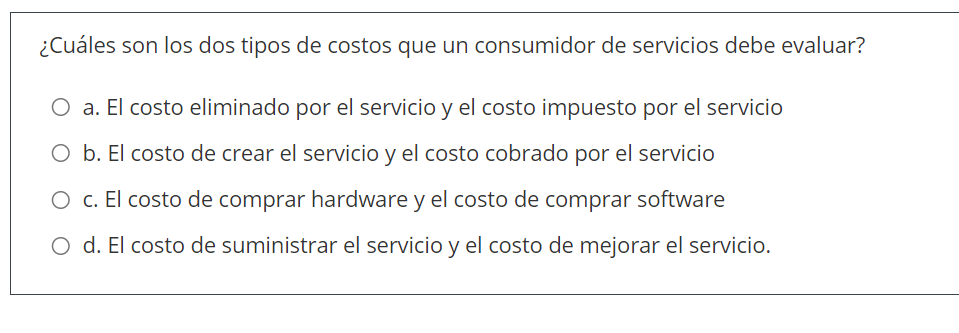 ¿Cuáles son los dos tipos de costos que un consumidor de servicios debe evaluar?
a. El costo eliminado por el servicio y el costo impuesto por el servicio
b. El costo de crear el servicio y el costo cobrado por el servicio
c. El costo de comprar hardware y el costo de comprar software
d. El costo de suministrar el servicio y el costo de mejorar el servicio.